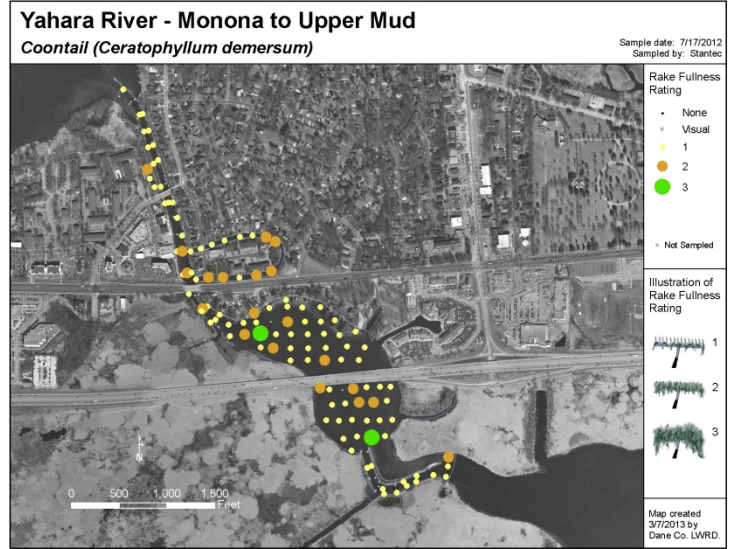 Yahara River - Monona to Upper Mud
Coontail (Ceratophyllum demersum)
Sample date: 7/17/2012
Sampled by: Stantec
Rake Fullness
Rating
None
Visual
1
2
3
Not Sampled
Illustration of
Rake Fullness
Rating
1
2
3
N
0 500 1,000 1,500
Feet
Map created
3/7/2013 by
Dane Co. LWRD.